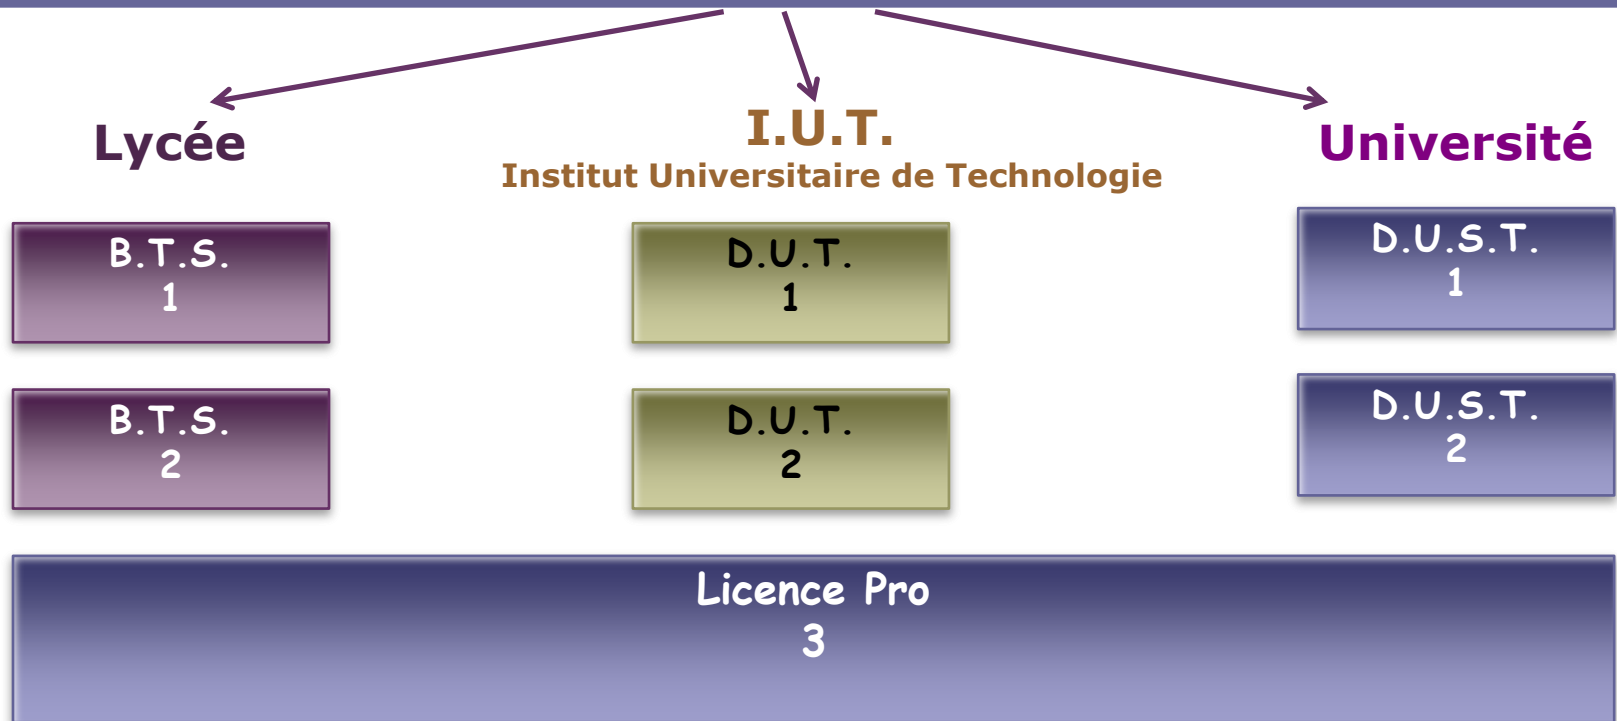 Lycée
I.U.T.
Institut Universitaire de Technologie
Université
B.T.S.
1
D.U.T.
1
D.U.S.T.
1
B.T.S.
2
D.U.T.
2
D.U.S.T.
2
Licence Pro
3